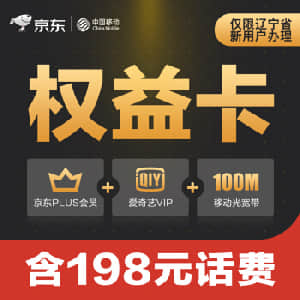 京东
中国移动
China Mobile
仅限辽宁省
新用户办理
权益卡
京东PLUS会员
+
QIY
爱奇艺VIP
+
100M
移动光宽带
含198元话费